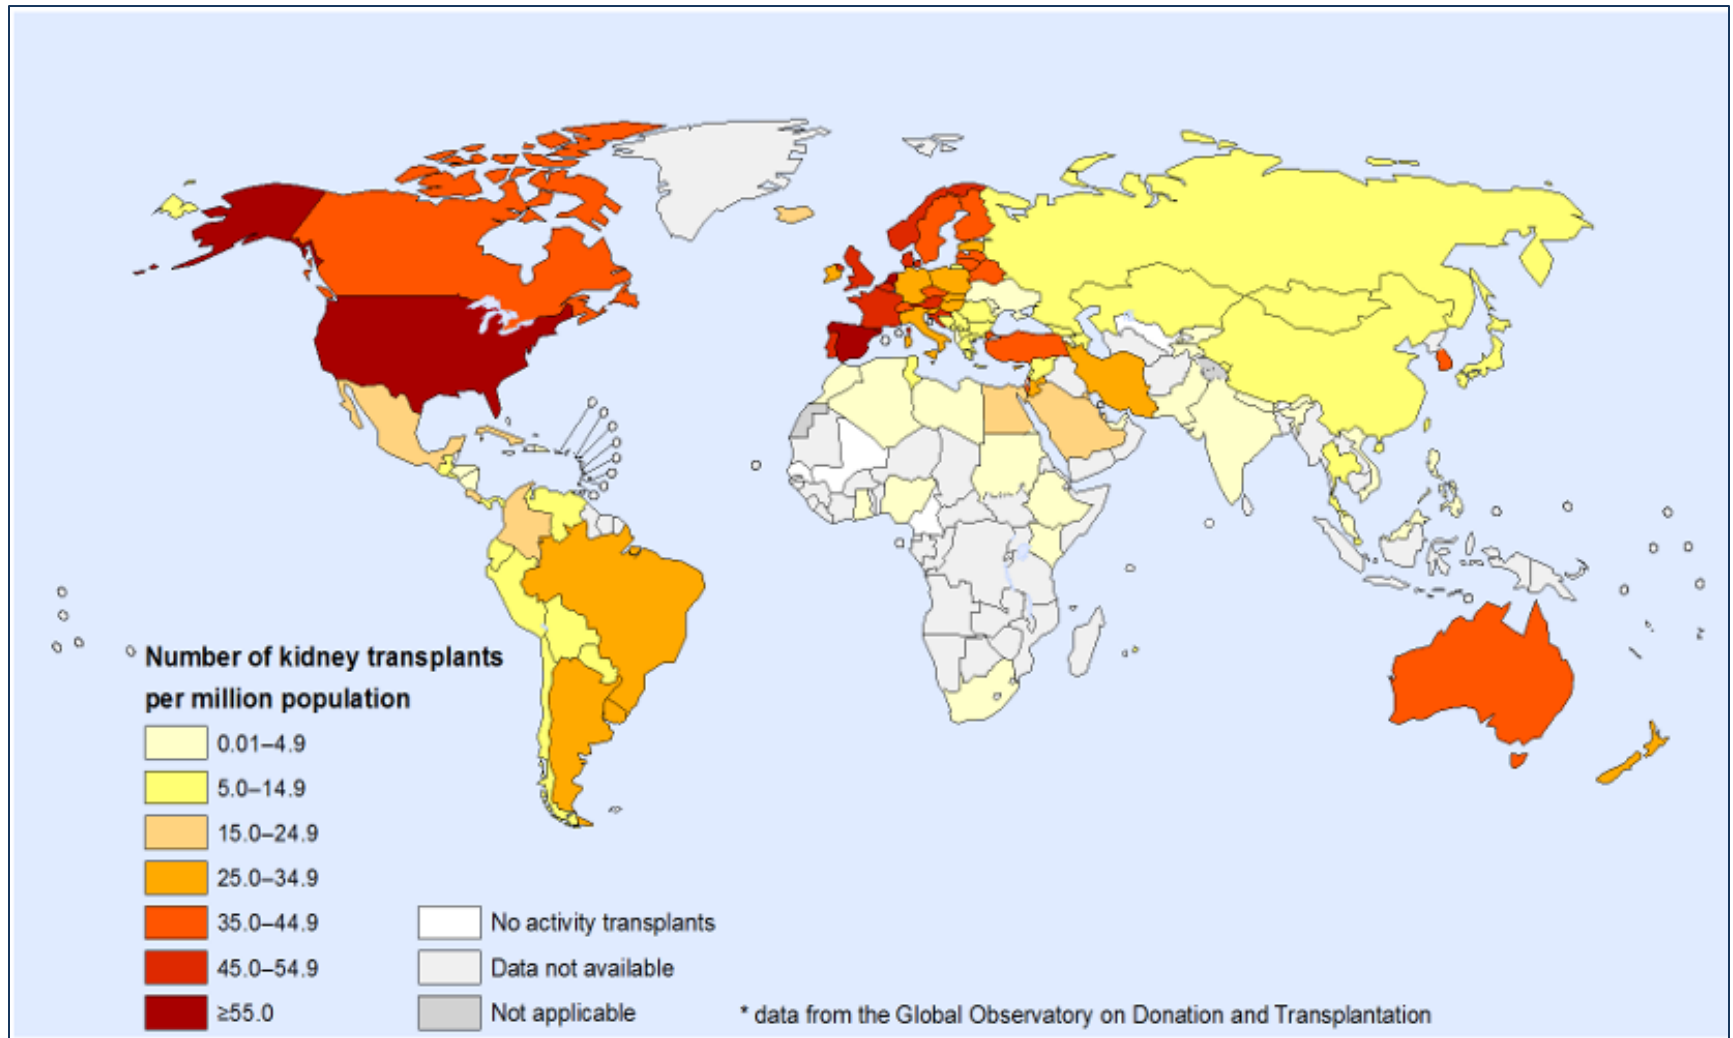 Number of kidney transplants
per million population
0.01–4.9
5.0–14.9
15.0–24.9
25.0–34.9
35.0–44.9
45.0–54.9
≥55.0
No activity transplants
Data not available
Not applicable
* data from the Global Observatory on Donation and Transplantation